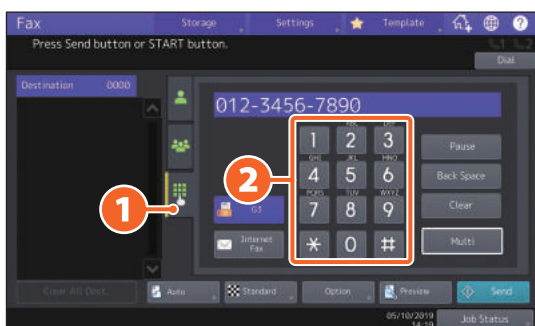 Fax
Storage
Settings
Template
?
Press Send button or START button.
Dial
Destination 0000
012-3456-7890
1
2
ABC
3
DEF
GHI
4
JKL
5
MNO
6
PQRS
7
TUV
8
WXYZ
9
*
0
#
2
1
G3
Internet
Fax
Pause
Back Space
Clear
Multi
Clear All Dest.
Auto
Standard
Option
Preview
Send
05/10/2019
14:19
Job Status